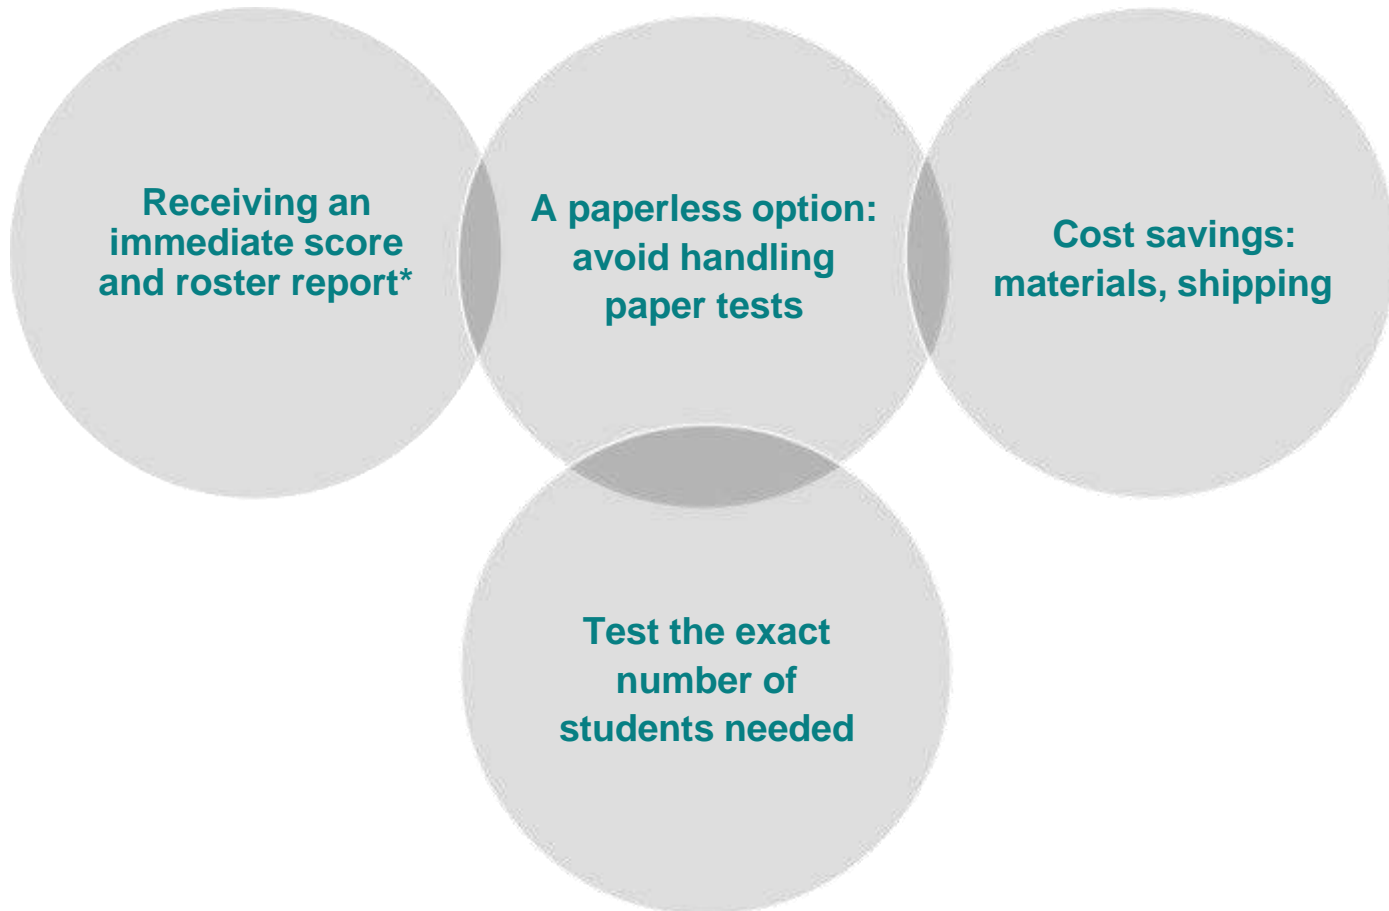 Receiving an
immediate score
and roster report*
A paperless option:
avoid handling
paper tests
Cost savings:
materials, shipping
Test the exact
number of
students needed